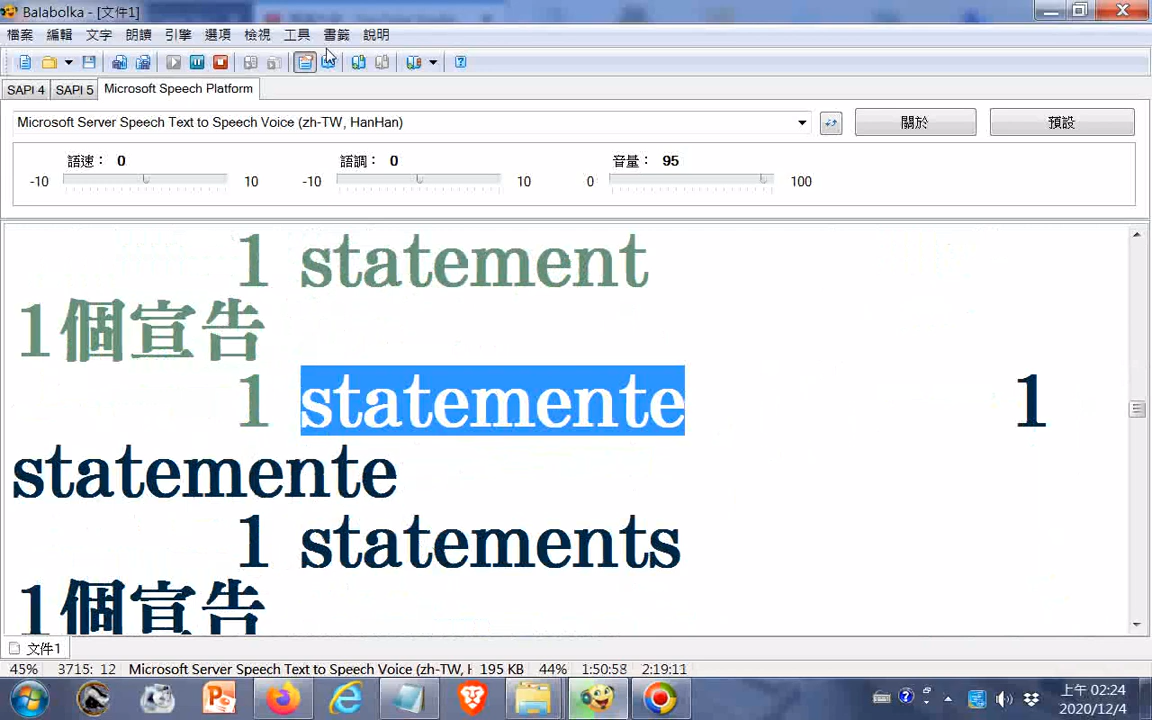 Balabolka - [文件1]
檔案 編輯 文字 朗讀 引擎 選項 檢視 工具 書籤 說明
SAPI 4 SAPI 5 Microsoft Speech Platform
Microsoft Server Speech Text to Speech Voice (zh-TW, HanHan) 關於 預設
語速： 0 語調： 0 音量： 95
-10 10 -10 10 0 100
1 statement
1個宣告
1 statemente 1
statemente
1 statements
1個宣告
文件1
45% 3715: 12 Microsoft Server Speech Text to Speech Voice (zh-TW, H 195 KB 44% 1:50:58 2:19:11
上午 02:24
2020/12/4